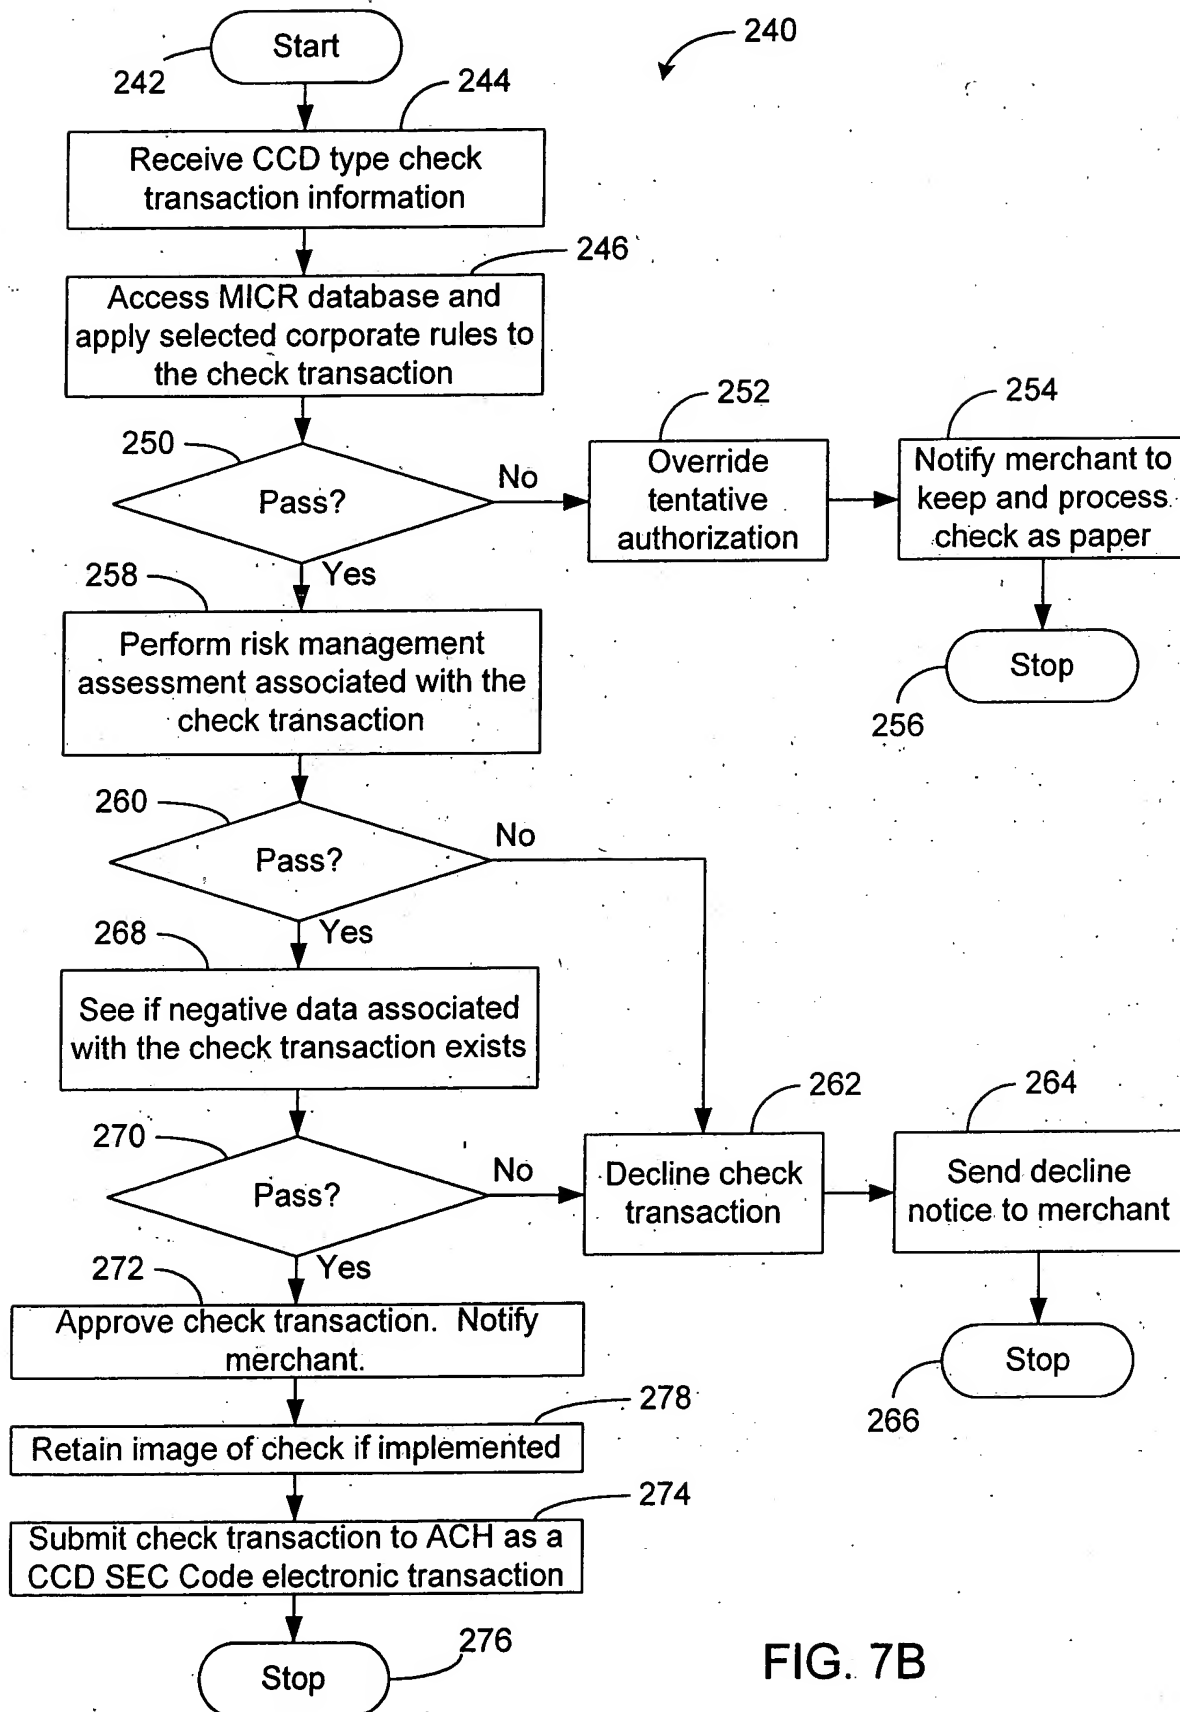 Start
240
242
244
Receive CCD type check
transaction information
246
Access MICR database and
apply selected corporate rules to
the check transaction
250
Pass?
No
252
Override
tentative
authorization
254
Notify merchant to
keep and process
check as paper
Yes
Stop
256
258
Perform risk management
assessment associated with the
check transaction
260
Pass?
No
Yes
268
See if negative data associated
with the check transaction exists
270
Pass?
No
262
Decline check
transaction
264
Send decline
notice to merchant
Yes
Stop
266
272
Approve check transaction. Notify
merchant.
278
Retain image of check if implemented
274
Submit check transaction to ACH as a
CCD SEC Code electronic transaction
Stop
276
FIG. 7B